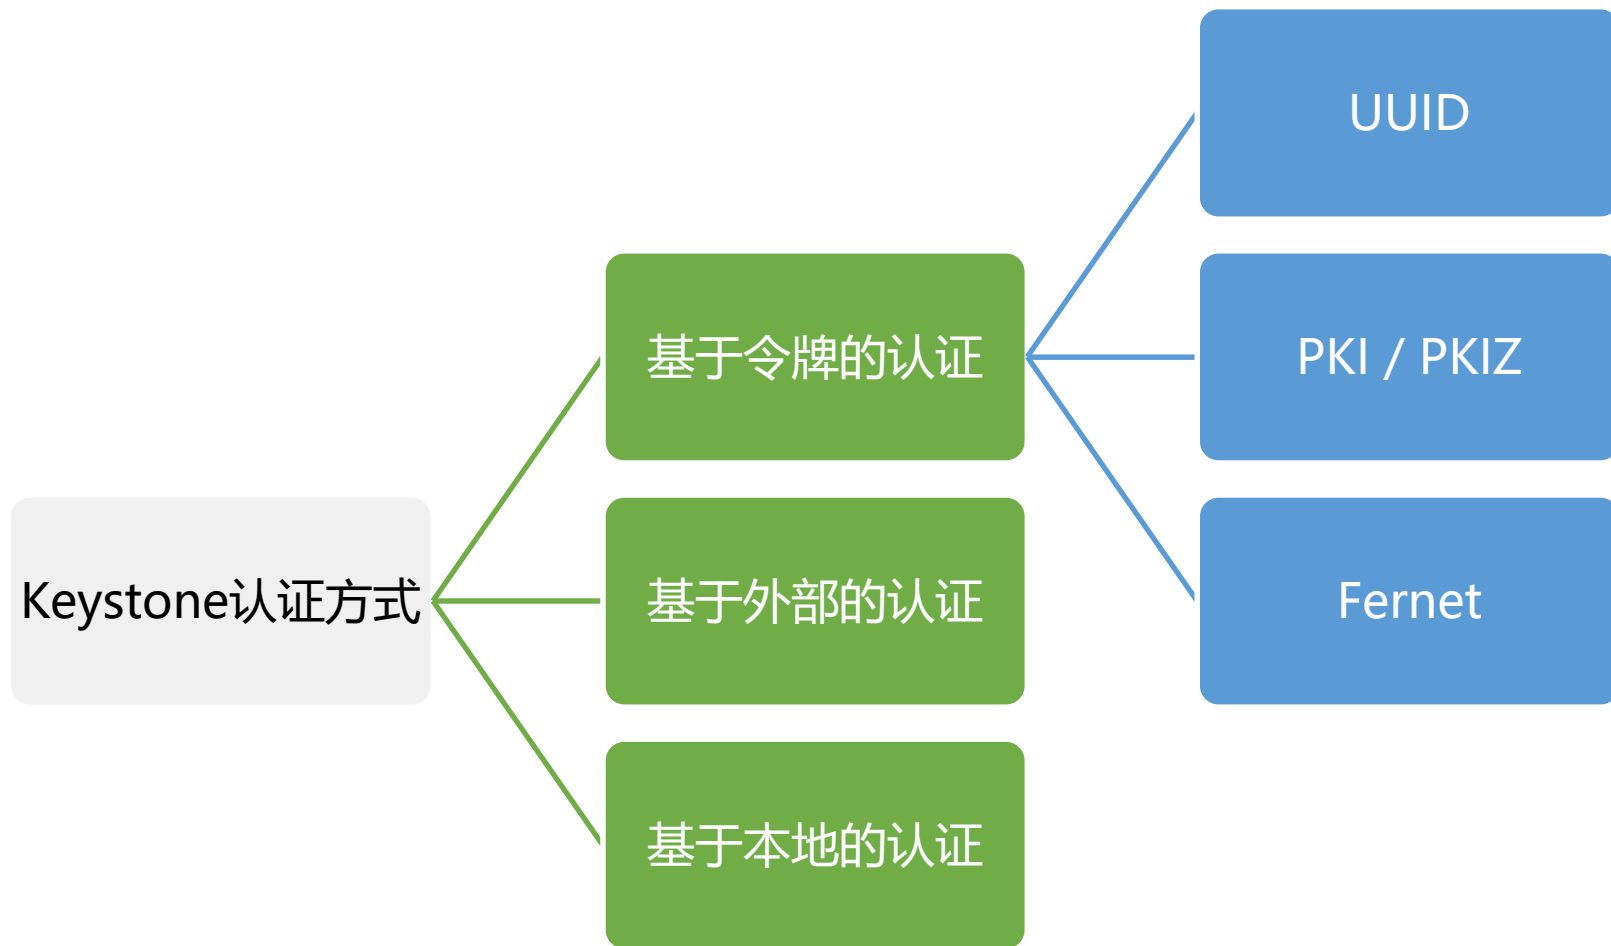 Keystone认证方式
基于令牌的认证
基于外部的认证
基于本地的认证
UUID
PKI / PKIZ
Fernet